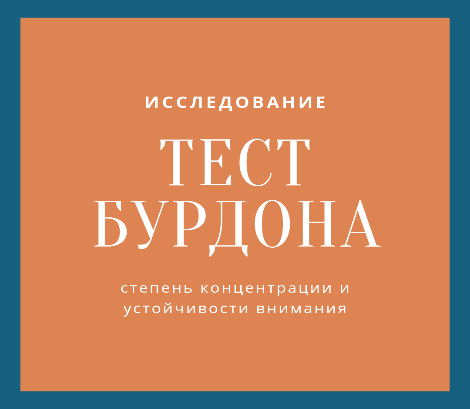 ИССЛЕДОВАНИЕ
ТЕСТ
БУРДОНА
степень концентрации и
устойчивости внимания